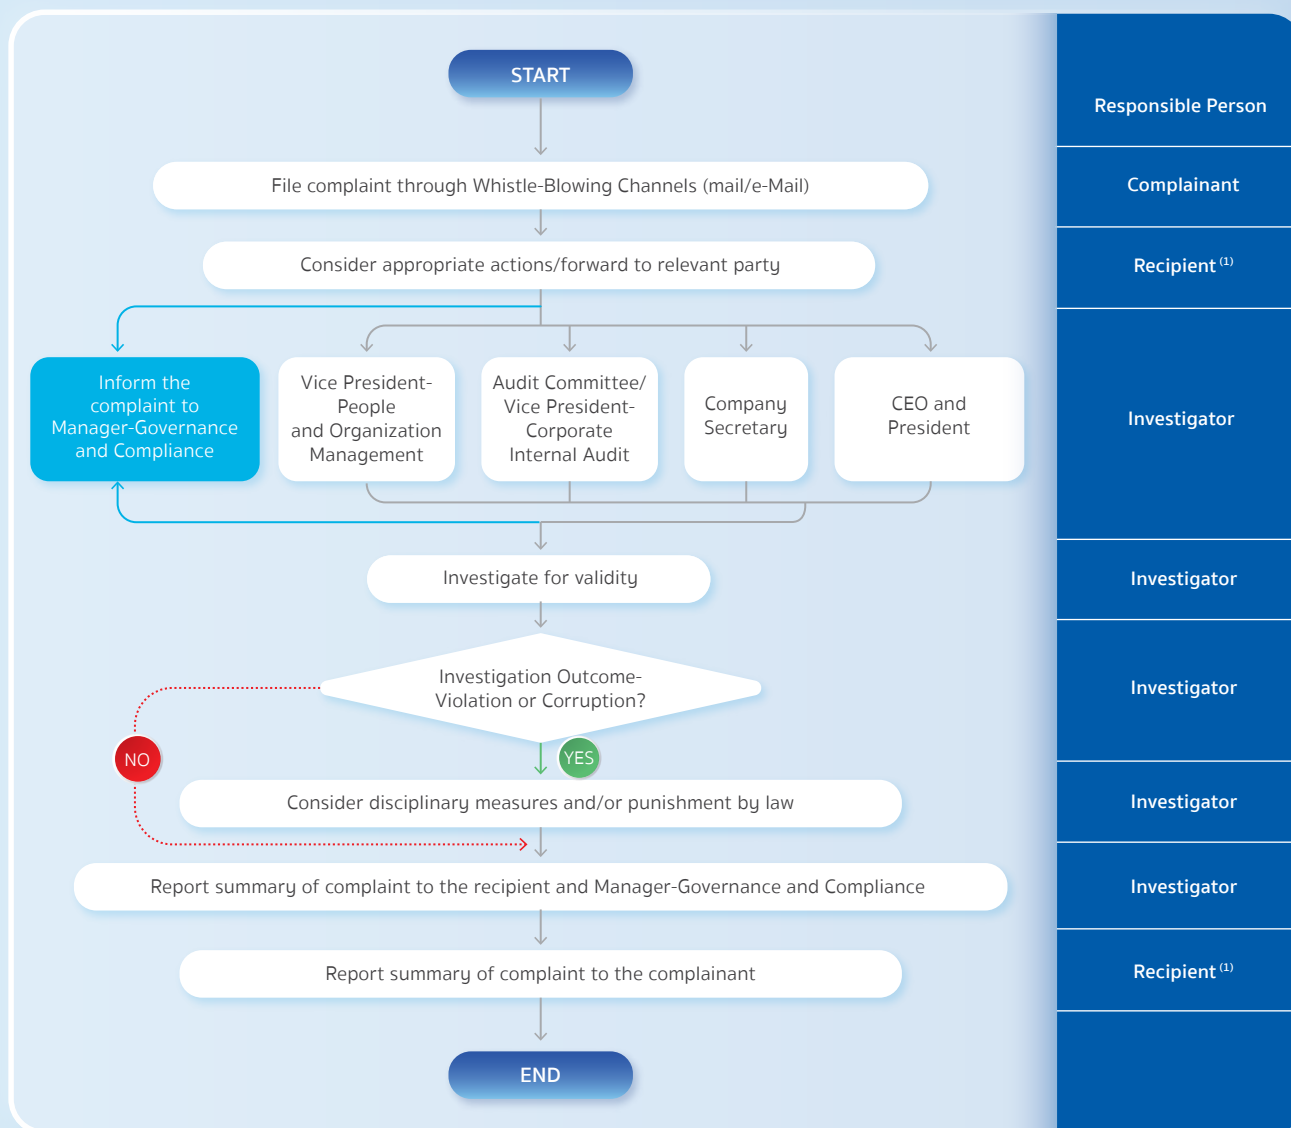 START
Responsible Person
File complaint through Whistle-Blowing Channels (mail/e-Mail)
Complainant
Consider appropriate actions/forward to relevant party
Recipient (1)
Inform the
complaint to
Manager-Governance
and Compliance
Vice President-
People
and Organization
Management
Audit Committee/
Vice President-
Corporate
Internal Audit
Company
Secretary
CEO and
President
Investigator
Investigate for validity
Investigator
Investigation Outcome-
Violation or Corruption?
Investigator
NO
YES
Consider disciplinary measures and/or punishment by law
Investigator
Report summary of complaint to the recipient and Manager-Governance and Compliance
Investigator
Report summary of complaint to the complainant
Recipient (1)
END